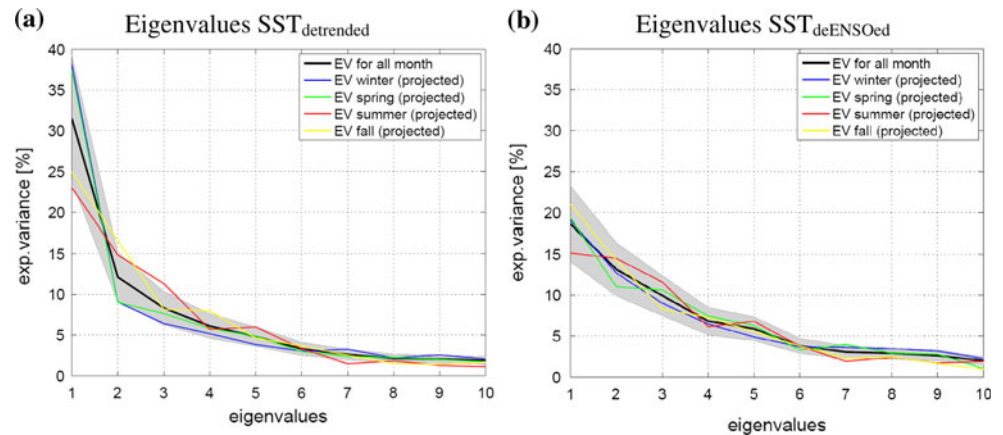 (a) Eigenvalues SST detrended
40
35
30
25
20
15
10
5
0
exp.variance [%]
EV for all month
EV winter (projected)
EV spring (projected)
EV summer (projected)
EV fall (projected)
1 2 3 4 5 6 7 8 9 10
eigenvalues
(b) Eigenvalues SST deENSOed
40
35
30
25
20
15
10
5
0
exp.variance [%]
EV for all month
EV winter (projected)
EV spring (projected)
EV summer (projected)
EV fall (projected)
1 2 3 4 5 6 7 8 9 10
eigenvalues